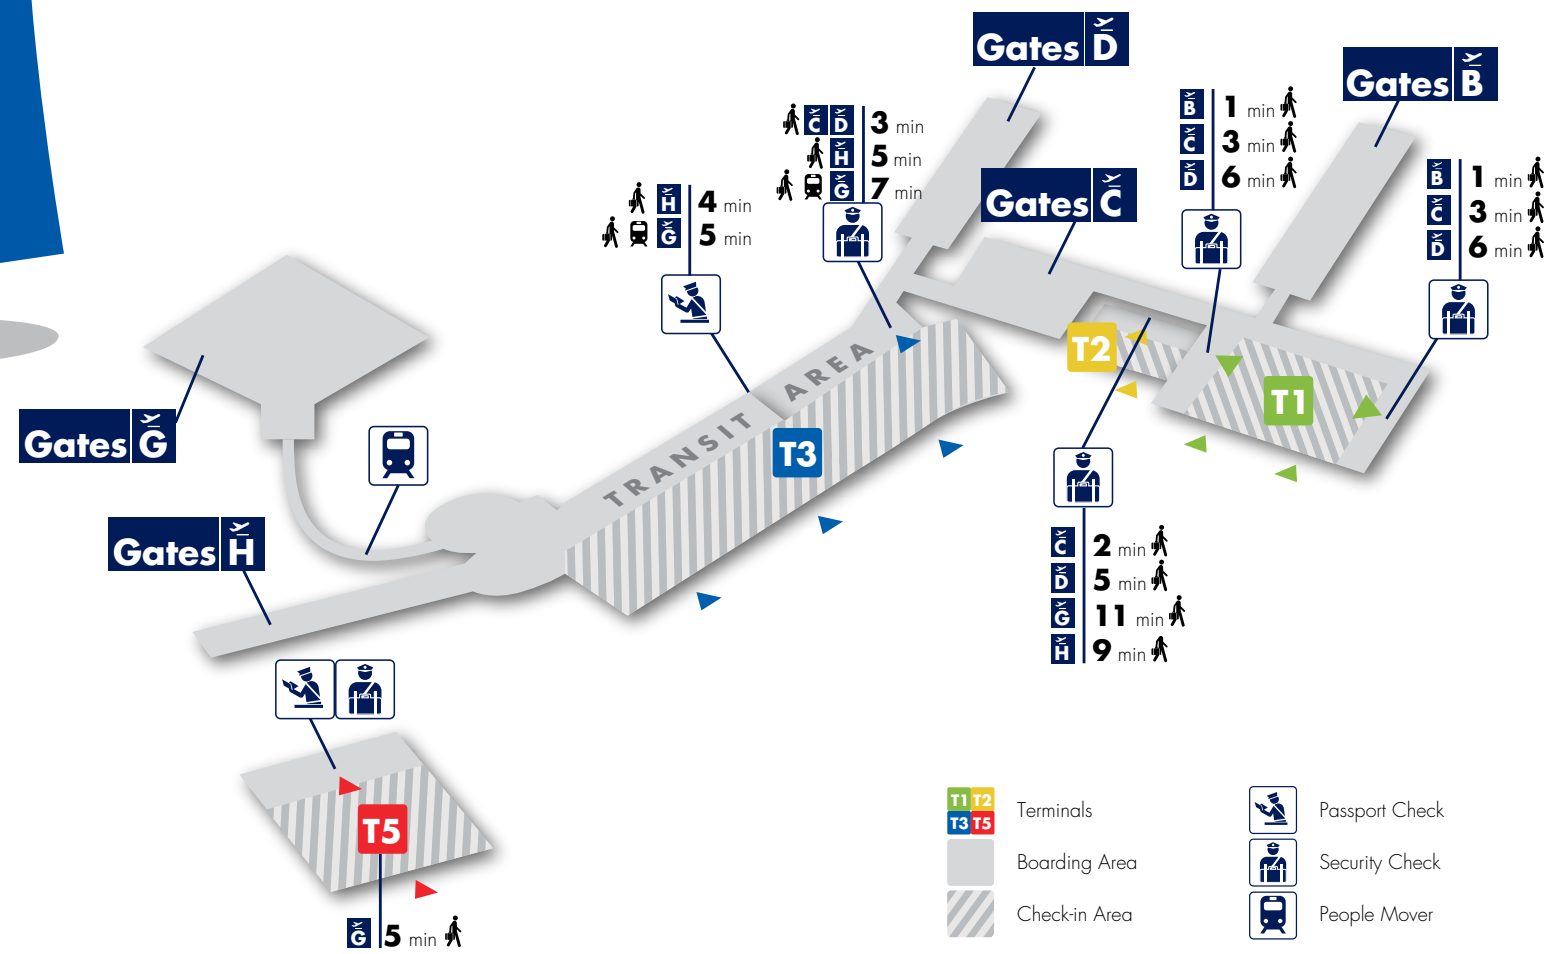 Gates D
Gates B
B 1 min
C 3 min
D 6 min
C D 3 min
H 5 min
G 7 min
B 1 min
C 3 min
D 6 min
Gates C
H 4 min
G 5 min
T2
TRANSIT AREA
T1
Gates G
T3
Gates H
C 2 min
D 5 min
G 11 min
H 9 min
T5
G 5 min
T1 T2
T3 T5
Terminals
Passport Check
Boarding Area
Security Check
Check-in Area
People Mover